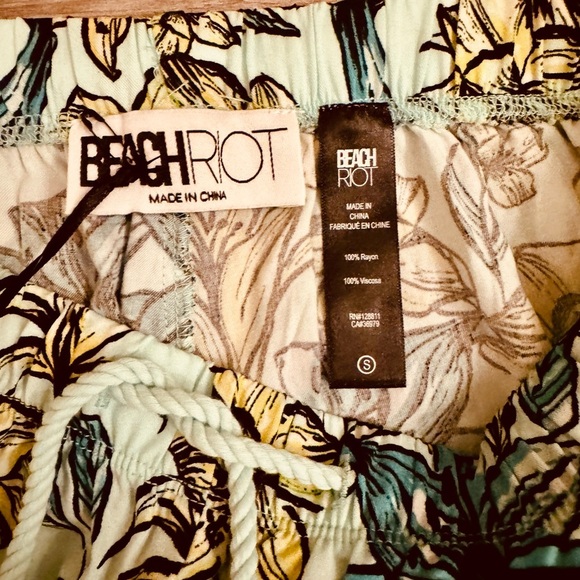 BEACHRIOT
MADE IN CHINA
BEACH
RIOT
MADE IN
CHINA
FABRIQUÉ EN CHINE
100% Rayon
100% Viscosa
RN#128811
CA#36979
S